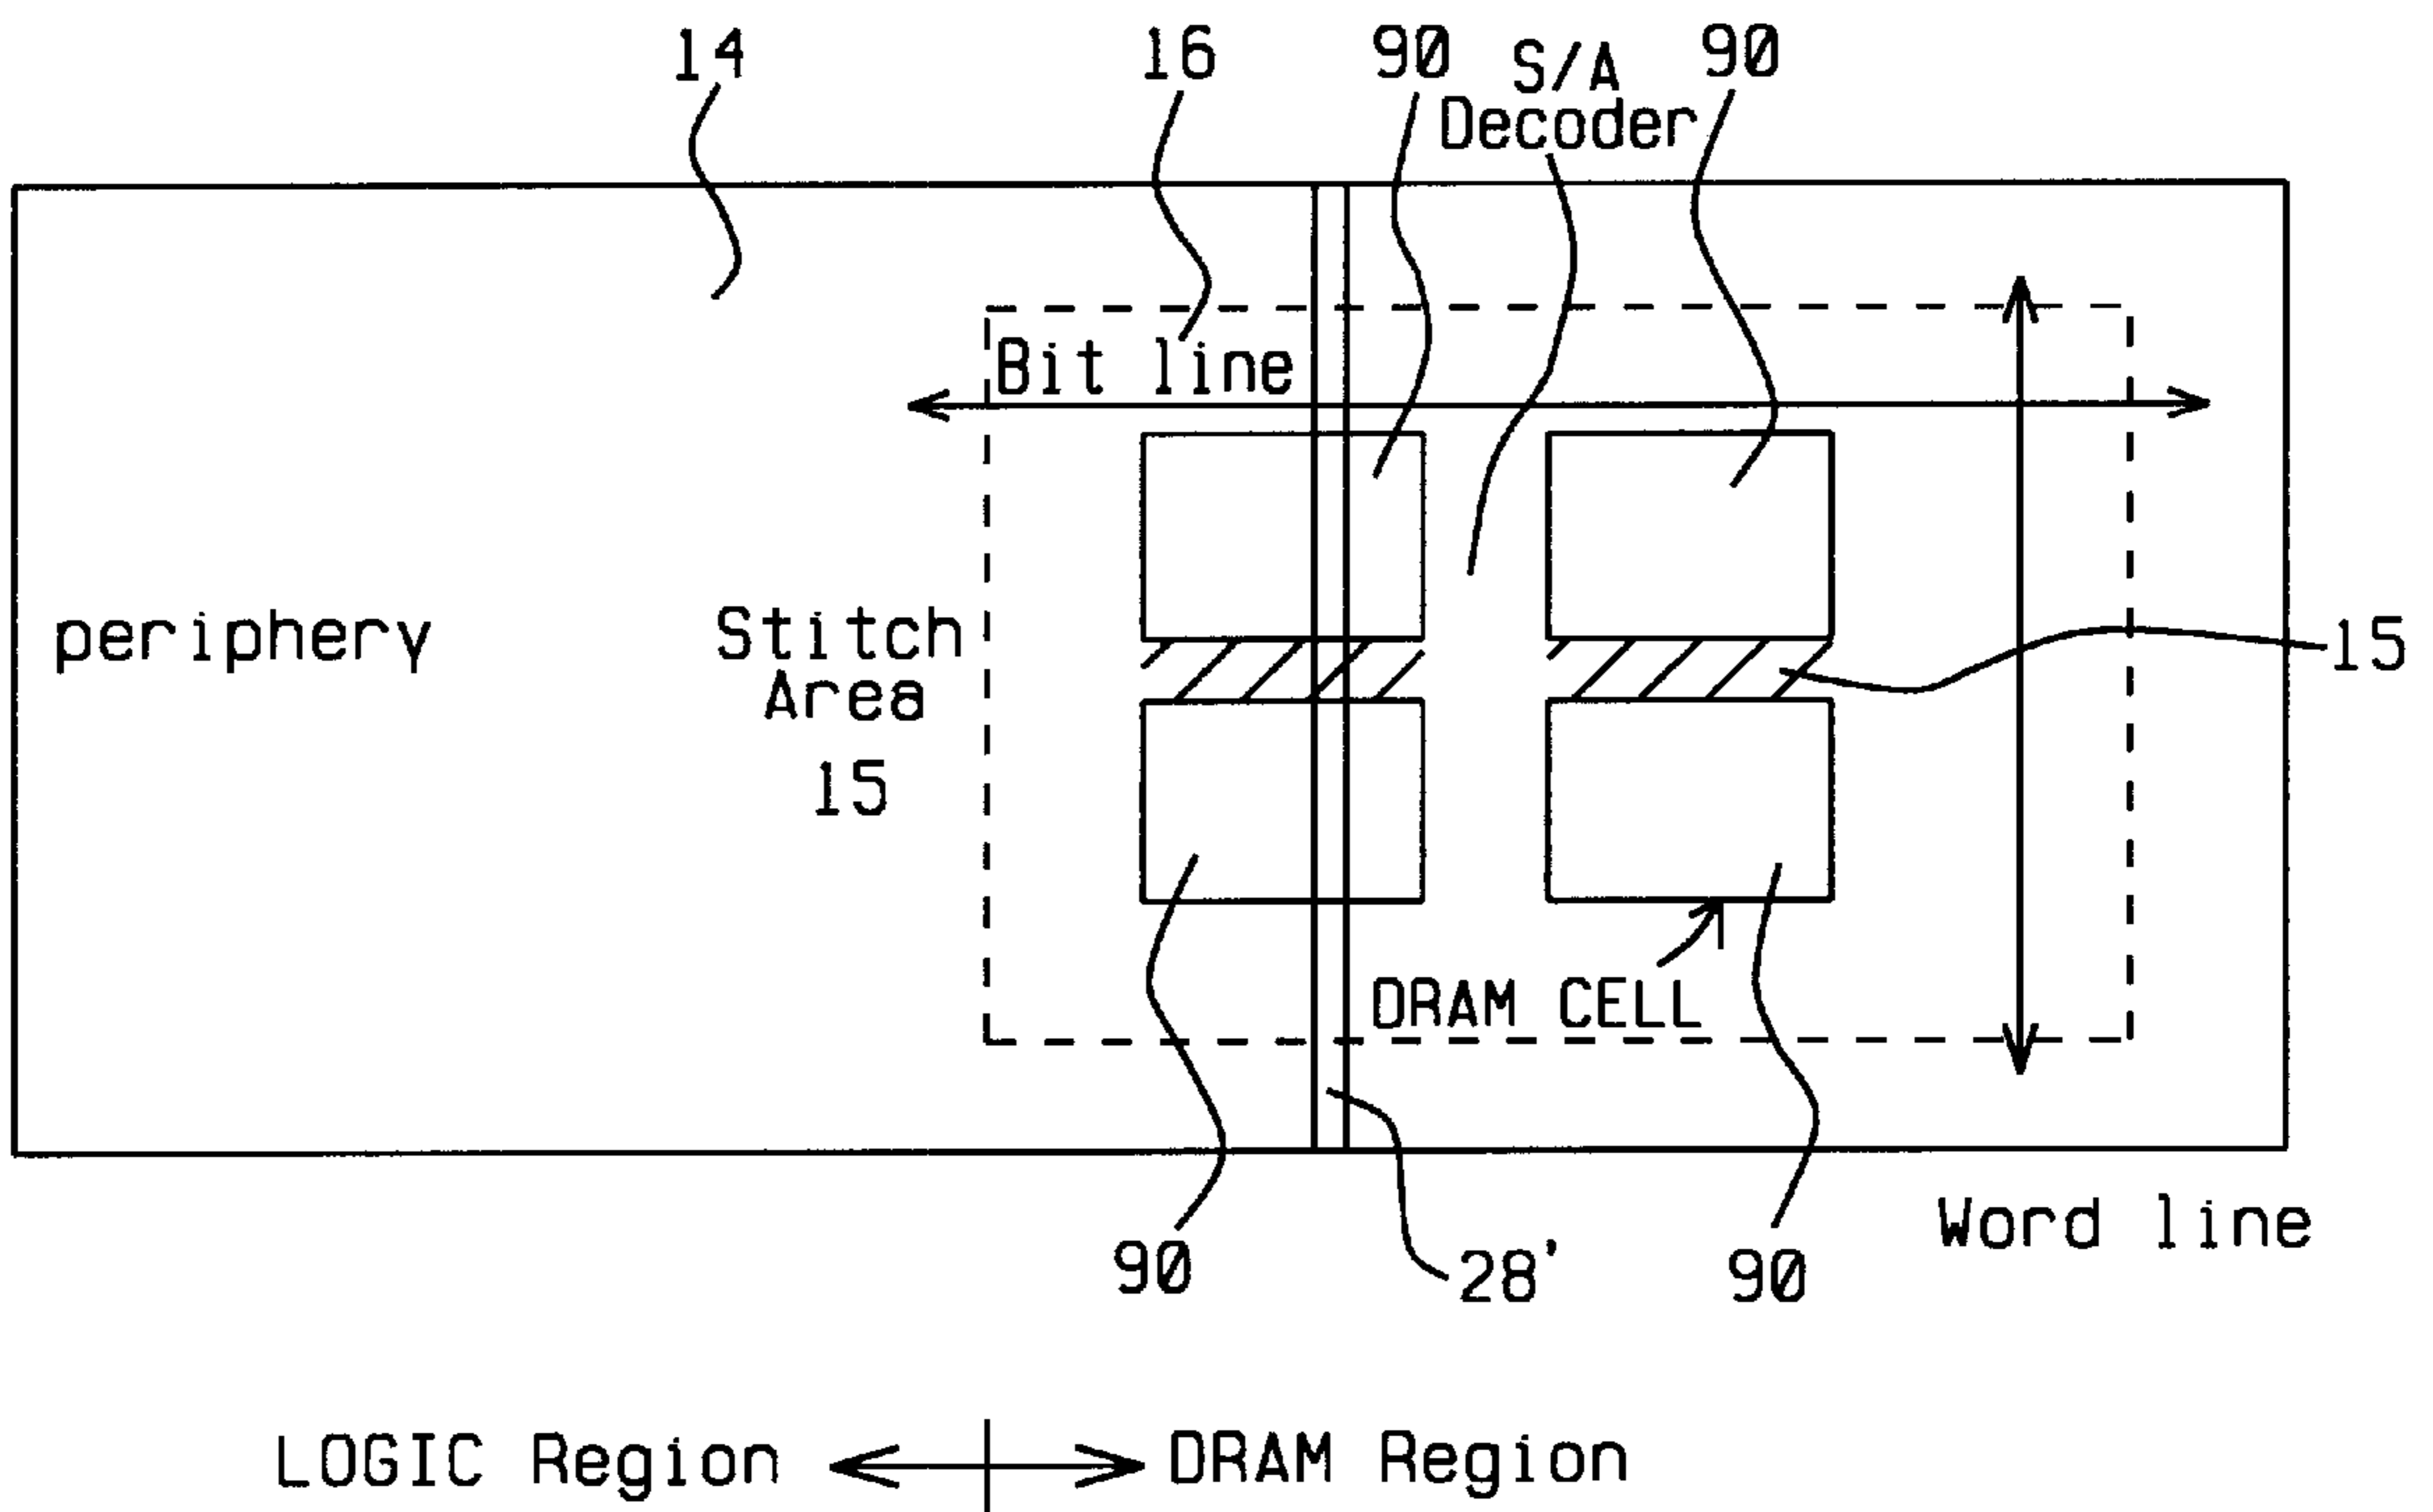 14
16
90
S/A
Decoder
90
Bit line
periphery
Stitch
Area
15
15
DRAM CELL
90
28'
90
Word line
LOGIC Region
DRAM Region